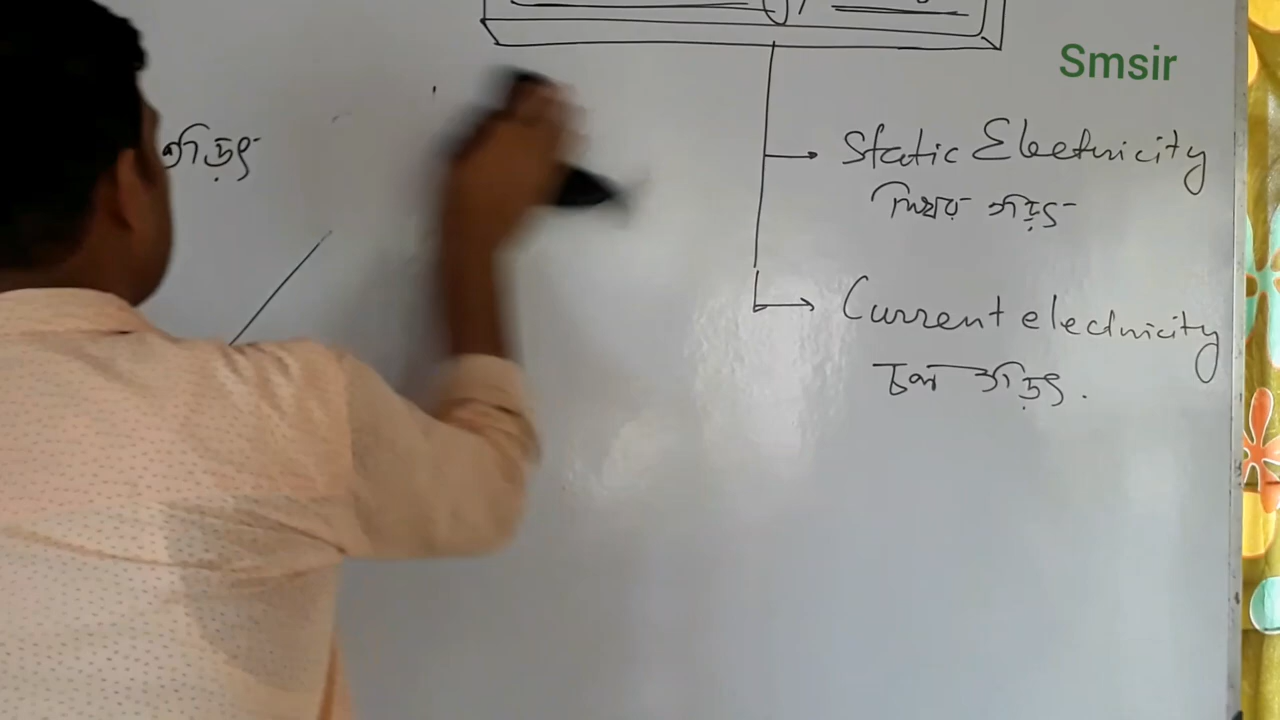 Smsir
তাড়িৎ
Static Electricity
স্থির তড়িৎ
Current electricity
চল তড়িৎ.